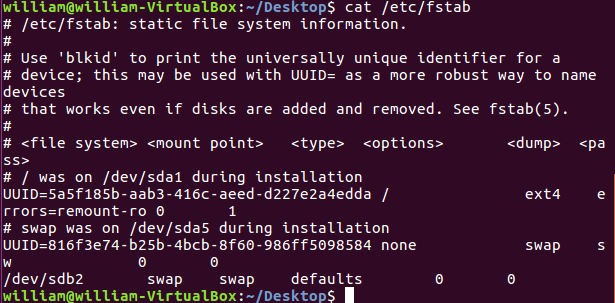 william@william-VirtualBox:~/Desktop$ cat /etc/fstab
# /etc/fstab: static file system information.
#
# Use 'blkid' to print the universally unique identifier for a
# device; this may be used with UUID= as a more robust way to name
devices
# that works even if disks are added and removed. See fstab(5).
#
# <file system> <mount point>   <type>  <options>       <dump>  <pa
ss>
# / was on /dev/sda1 during installation
UUID=5a5f185b-aab3-416c-aeed-d227e2a4edda /               ext4    e
rrors=remount-ro 0       1
# swap was on /dev/sda5 during installation
UUID=816f3e74-b25b-4bcb-8f60-986ff5098584 none            swap    s
w              0       0
/dev/sdb2       swap    swap    defaults        0       0
william@william-VirtualBox:~/Desktop$